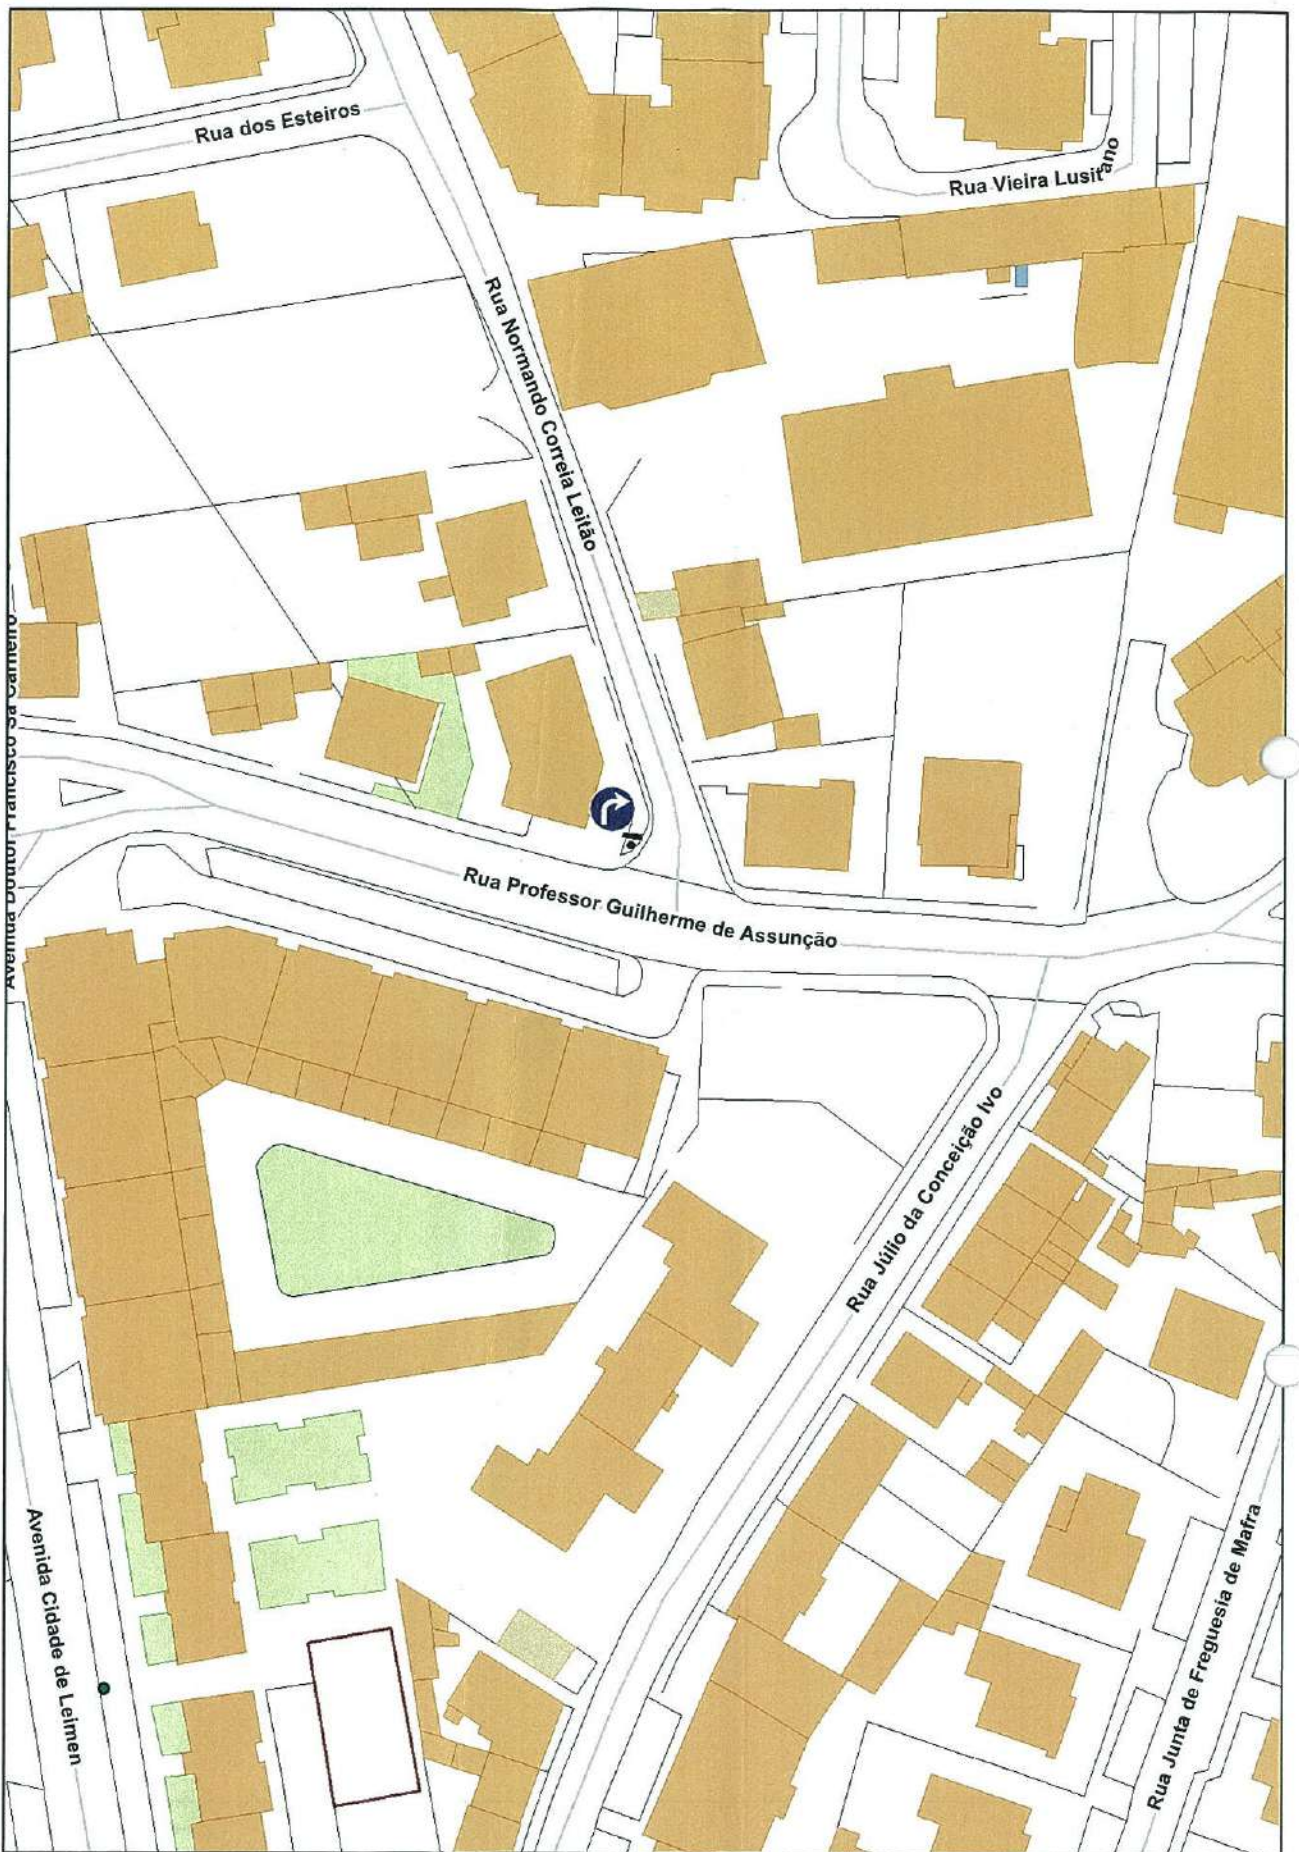 Rua dos Esteiros
Rua Vieira Lusitano
Rua Normando Correia Leitão
Avenida Doutor Francisco Sá Carneiro
Rua Professor Guilherme de Assunção
Rua Júlio da Conceição Ivo
Avenida Cidade de Leimen
Rua Junta de Freguesia de Mafra